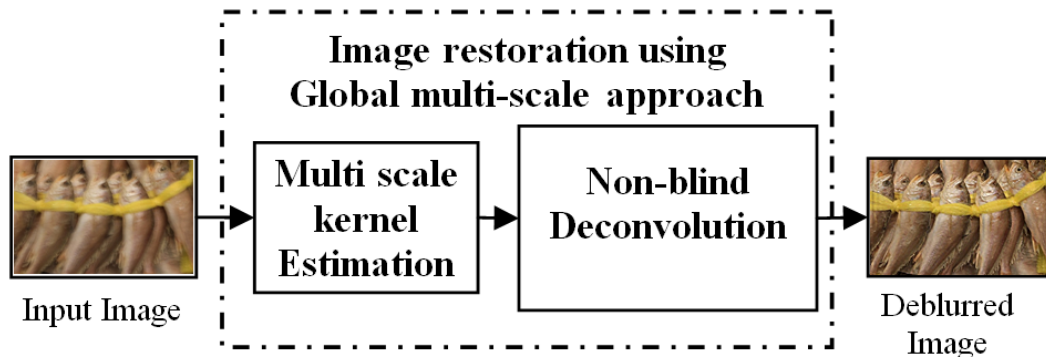 Image restoration using
Global multi-scale approach
Multi scale
kernel
Estimation
Non-blind
Deconvolution
Input Image
Deblurred
Image